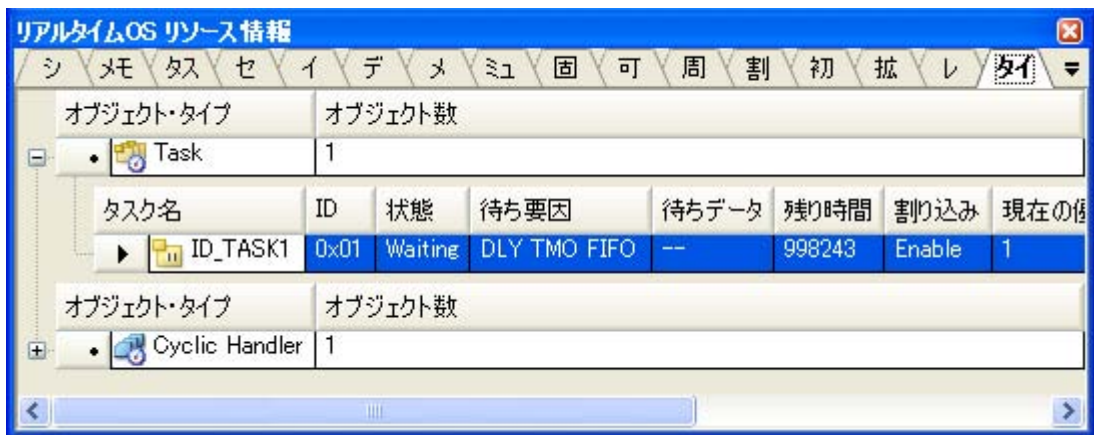 リアルタイムOS リソース情報
シ メモ タス セ イ デ メ ミュ 固 可 周 割 初 拡 レ タイ
オブジェクト・タイプ オブジェクト数
Task 1
タスク名 ID 状態 待ち要因 待ちデータ 残り時間 割り込み 現在の優
ID_TASK1 0x01 Waiting DLY TMO FIFO -- 998243 Enable 1
オブジェクト・タイプ オブジェクト数
Cyclic Handler 1